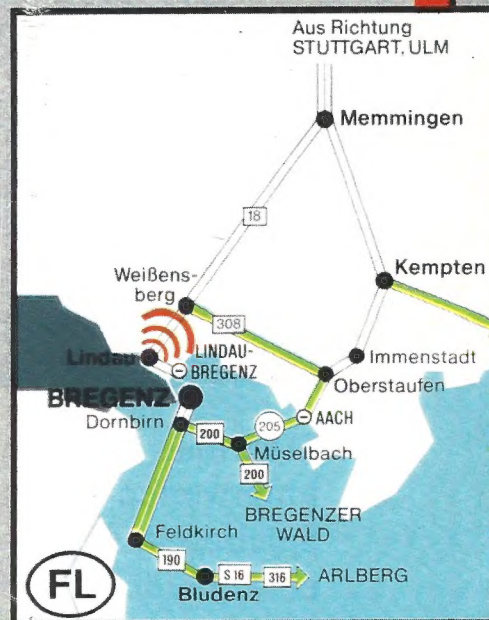 Aus Richtung
STUTTGART, ULM
Memmingen
18
Kempten
Weißens-
berg
308
Lindau
LINDAU-
BREGENZ
Immenstadt
Oberstaufen
BREGENZ
AACH
Dornbirn
200
205
Müselbach
200
BREGENZER
WALD
Feldkirch
190
S 16
316
ARLBERG
Bludenz
FL